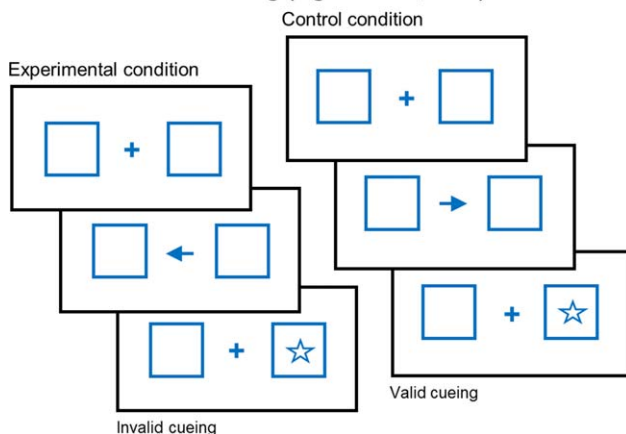 Control condition
Experimental condition
Valid cueing
Invalid cueing